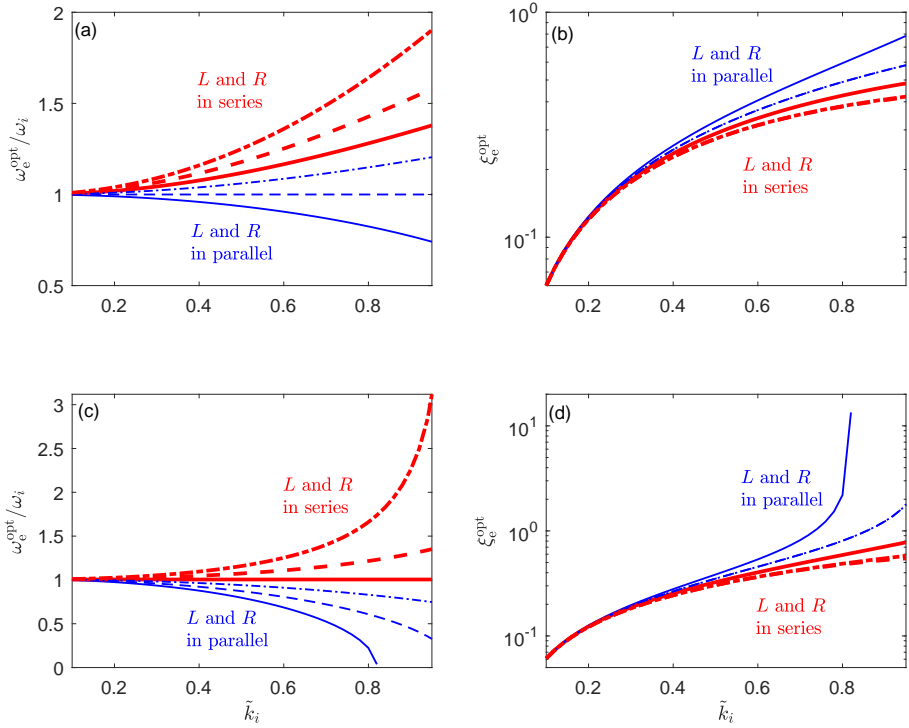 (a)
L and R
in series
L and R
in parallel
ω_e^opt/ω_i
2
1.5
1
0.5
0.2 0.4 0.6 0.8
(b)
L and R
in parallel
L and R
in series
ξ_e^opt
10^0
10^-1
0.2 0.4 0.6 0.8
(c)
L and R
in series
L and R
in parallel
ω_e^opt/ω_i
3
2.5
2
1.5
1
0.5
0
0.2 0.4 0.6 0.8
k̃_i
(d)
L and R
in parallel
L and R
in series
ξ_e^opt
10^1
10^0
10^-1
0.2 0.4 0.6 0.8
k̃_i